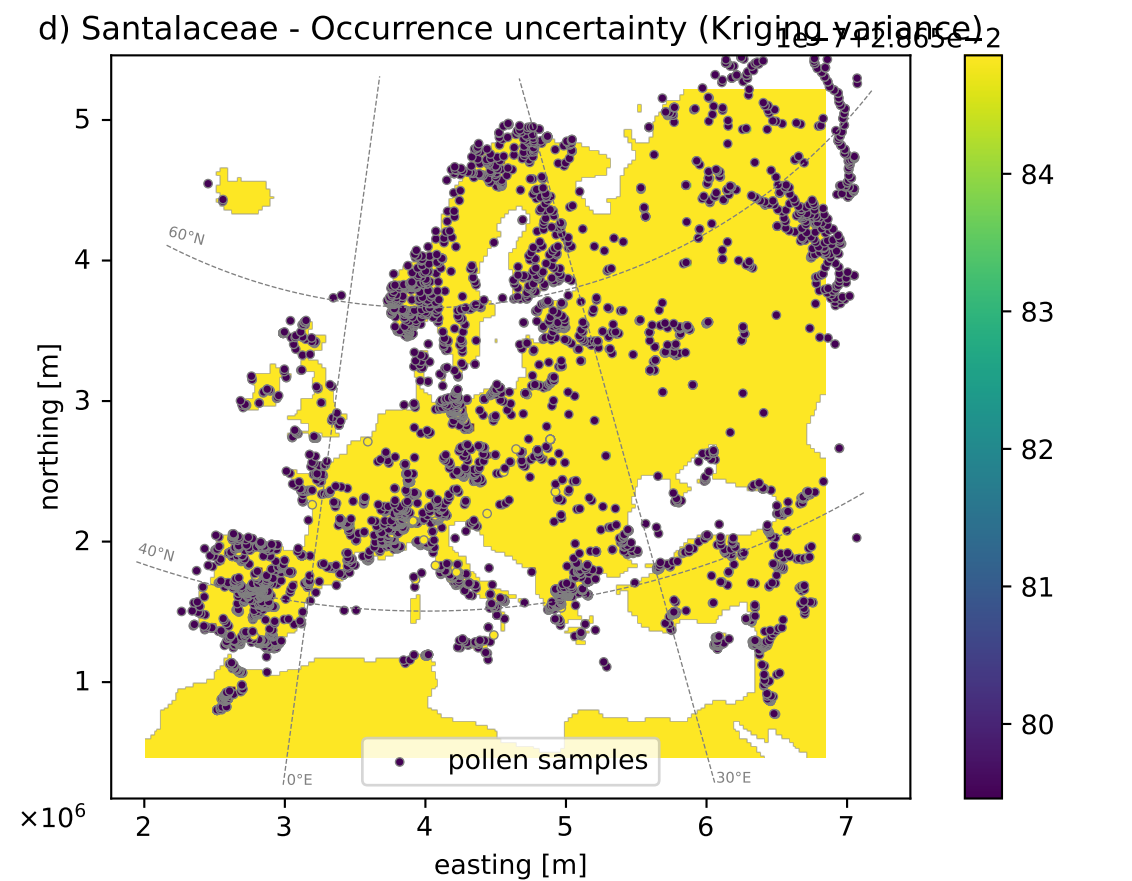 d) Santalaceae - Occurrence uncertainty (Kriging variance)
1e−7+2.865e−2
5
4
3
2
1
northing [m]
60°N
40°N
0°E
30°E
pollen samples
×10⁶
2 3 4 5 6 7
easting [m]
84
83
82
81
80